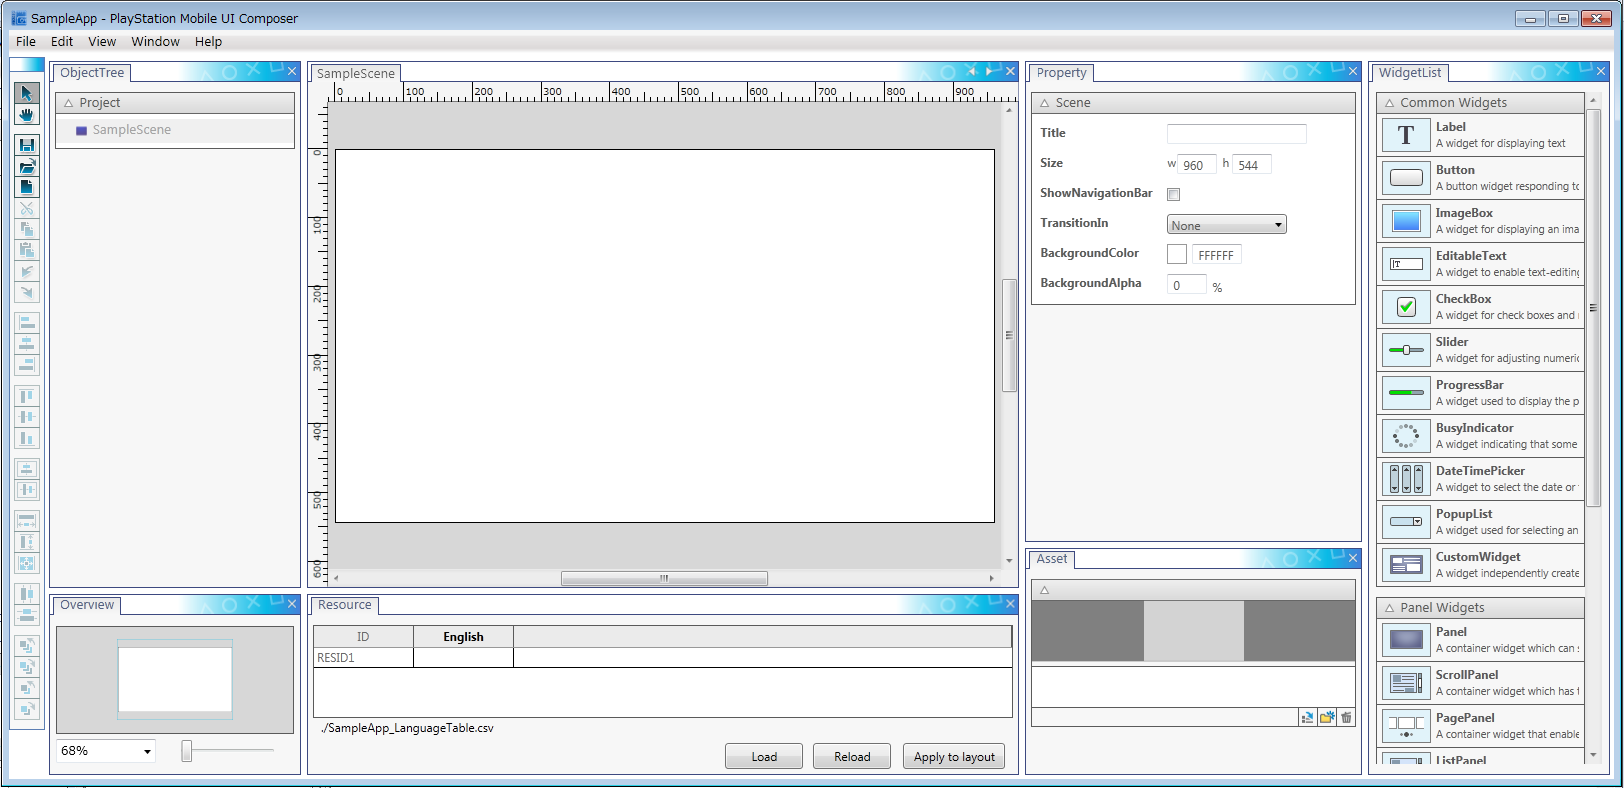 SampleApp - PlayStation Mobile UI Composer
File Edit View Window Help
ObjectTree
Project
SampleScene
SampleScene
0 100 200 300 400 500 600 700 800 900
0
100
200
300
400
500
600
Property
Scene
Title
Size w 960 h 544
ShowNavigationBar
TransitionIn None
BackgroundColor FFFFFF
BackgroundAlpha 0 %
WidgetList
Common Widgets
T
Label
A widget for displaying text
Button
A button widget responding to
ImageBox
A widget for displaying an ima
EditableText
A widget to enable text-editing
CheckBox
A widget for check boxes and
Slider
A widget for adjusting numeric
ProgressBar
A widget used to display the p
BusyIndicator
A widget indicating that some
DateTimePicker
A widget to select the date or
PopupList
A widget used for selecting an
CustomWidget
A widget independently create
Panel Widgets
Panel
A container widget which can
ScrollPanel
A container widget which has
PagePanel
A container widget that enable
ListPanel
Overview
68%
Resource
ID English
RESID1
./SampleApp_LanguageTable.csv
Load Reload Apply to layout
Asset